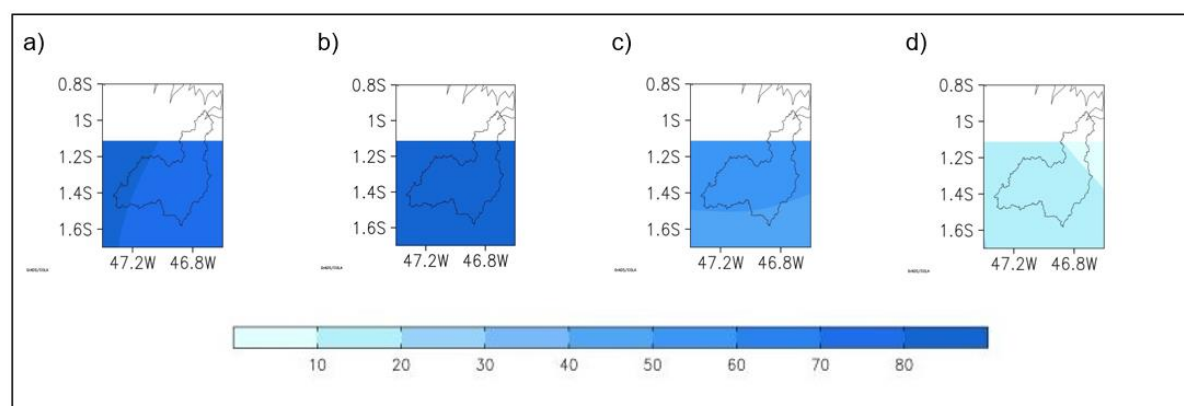 a) b) c) d)
0.8S 0.8S 0.8S 0.8S
1S 1S 1S 1S
1.2S 1.2S 1.2S 1.2S
1.4S 1.4S 1.4S 1.4S
1.6S 1.6S 1.6S 1.6S
47.2W 46.8W 47.2W 46.8W 47.2W 46.8W 47.2W 46.8W
10 20 30 40 50 60 70 80